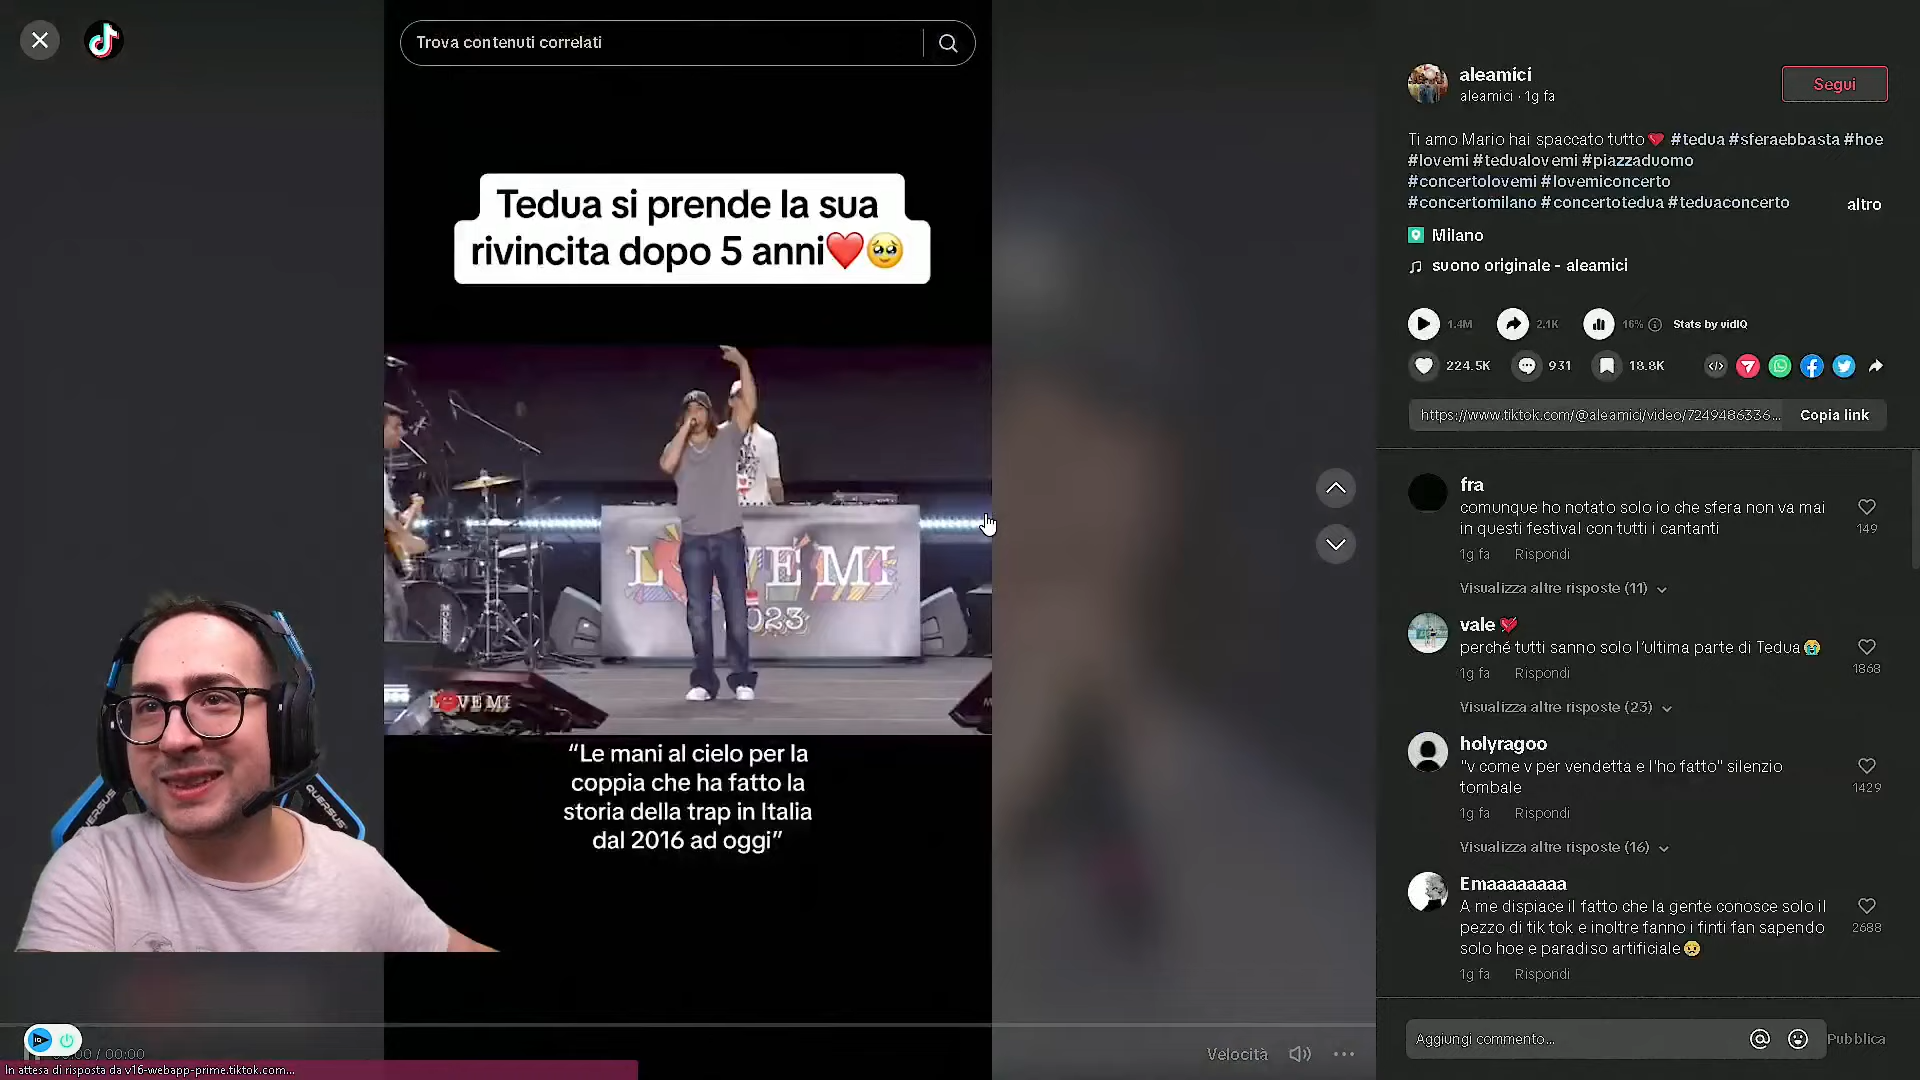 Trova contenuti correlati
Tedua si prende la sua
rivincita dopo 5 anni❤️🥹
LOVE MI
2023
LOVE MI
"Le mani al cielo per la
coppia che ha fatto la
storia della trap in Italia
dal 2016 ad oggi"
QUERSUS
QUERSUS
00:00 / 00:00
Velocità
In attesa di risposta da v16-webapp-prime.tiktok.com...
aleamici
aleamici · 1g fa
Segui
Ti amo Mario hai spaccato tutto❤️ #tedua #sferaebbasta #hoe
#lovemi #tedualovemi #piazzaduomo
#concertolovemi #lovemiconcerto
#concertomilano #concertotedua #teduaconcerto
altro
Milano
suono originale - aleamici
1.4M
2.1K
16%
Stats by vidIQ
224.5K
931
18.8K
https://www.tiktok.com/@aleamici/video/7249486336...
Copia link
fra
comunque ho notato solo io che sfera non va mai
in questi festival con tutti i cantanti
149
1g fa Rispondi
Visualizza altre risposte (11)
vale 💔
perché tutti sanno solo l'ultima parte di Tedua😭
1868
1g fa Rispondi
Visualizza altre risposte (23)
holyragoo
"v come v per vendetta e l'ho fatto" silenzio
tombale
1429
1g fa Rispondi
Visualizza altre risposte (16)
Emaaaaaaaa
A me dispiace il fatto che la gente conosce solo il
pezzo di tik tok e inoltre fanno i finti fan sapendo
solo hoe e paradiso artificiale😢
2688
1g fa Rispondi
Aggiungi commento...
Pubblica